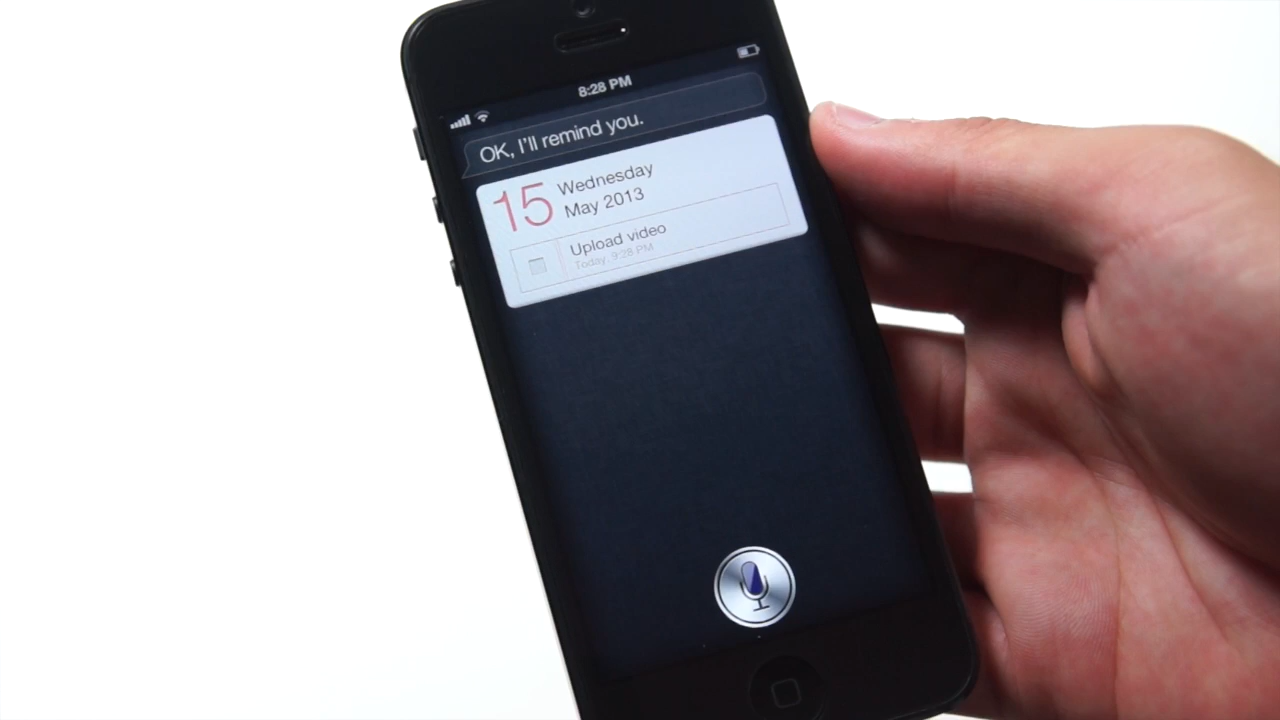 8:28 PM
OK, I'll remind you.
15
Wednesday
May 2013
Upload video
Today, 9:28 PM